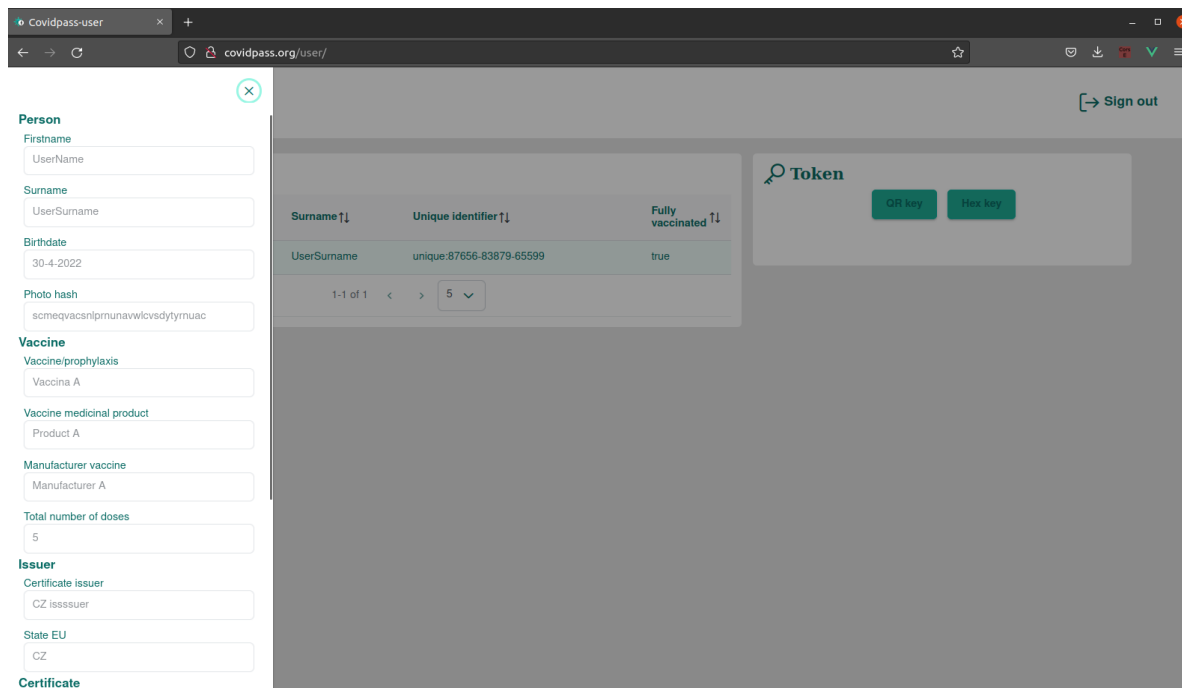 Covidpass-user
covidpass.org/user/
Sign out
Person
Firstname
UserName
Surname
UserSurname
Birthdate
30-4-2022
Photo hash
scmeqvacsnlprnunavwlcvsdytyrnuac
Vaccine
Vaccine/prophylaxis
Vaccina A
Vaccine medicinal product
Product A
Manufacturer vaccine
Manufacturer A
Total number of doses
5
Issuer
Certificate issuer
CZ isssuer
State EU
CZ
Certificate
Surname Unique identifier Fully vaccinated
UserSurname unique:87656-83879-65599 true
1-1 of 1 < > 5
Token
QR key Hex key